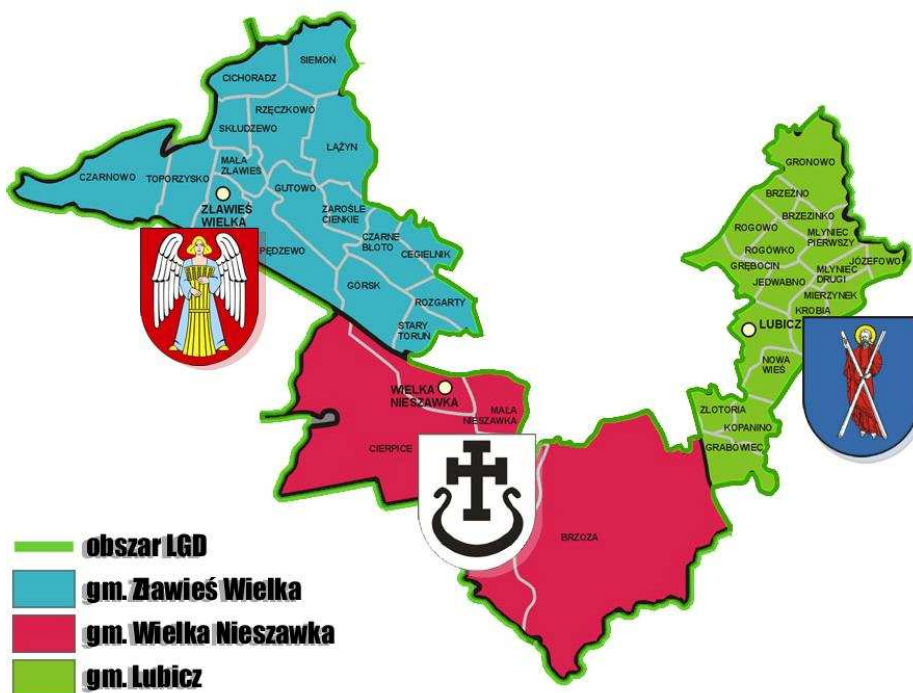 SIEMOŃ
CICHORADZ
RZĘCZKOWO
SKŁUDZEWO
ŁĄŻYN
MAŁA
ZŁAWIEŚ
CZARNOWO
TOPORZYSKO
GUTOWO
ZŁAWIEŚ
WIELKA
ZAROŚLE
CIENKIE
CZARNE
BŁOTO
CEGIELNIK
PĘDZEWO
GÓRSK
ROZGARTY
STARY
TORUŃ
GRONOWO
BRZEŹNO
BRZEZINKO
ROGOWO
MŁYNIEC
PIERWSZY
ROGÓWKO
JÓZEFOWO
GRĘBOCIN
MŁYNIEC
DRUGI
JEDWABNO
MIERZYNEK
KROBIA
LUBICZ
NOWA
WIEŚ
ZŁOTORIA
KOPANINO
GRABOWIEC
WIELKA
NIESZAWKA
MAŁA
NIESZAWKA
CIERPICE
BRZOZA
obszar LGD
gm. Zławieś Wielka
gm. Wielka Nieszawka
gm. Lubicz